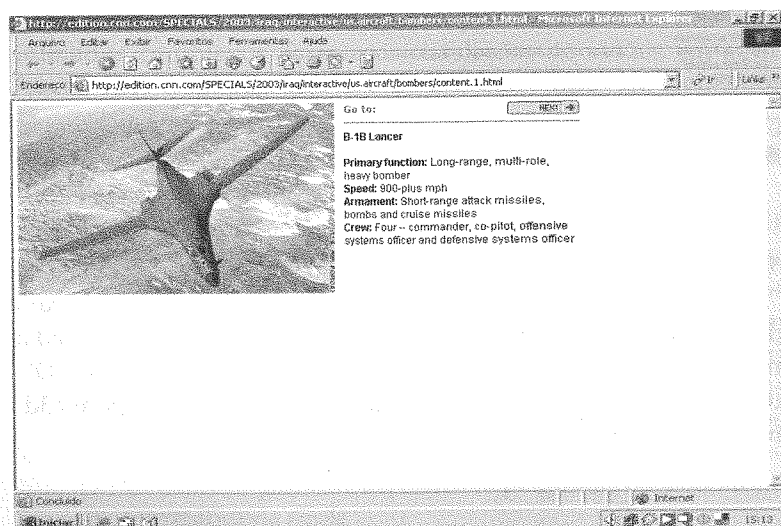 http://edition.cnn.com/SPECIALS/2003/iraq/interactive/us.aircraft/bombers/content.1.html - Microsoft Internet Explorer
Arquivo Editar Exibir Favoritos Ferramentas Ajuda
Endereço http://edition.cnn.com/SPECIALS/2003/iraq/interactive/us.aircraft/bombers/content.1.html Ir Links »
Go to: NEXT
B-1B Lancer
Primary function: Long-range, multi-role,
heavy bomber
Speed: 900-plus mph
Armament: Short-range attack missiles,
bombs and cruise missiles
Crew: Four -- commander, co-pilot, offensive
systems officer and defensive systems officer
Concluído Internet
Iniciar